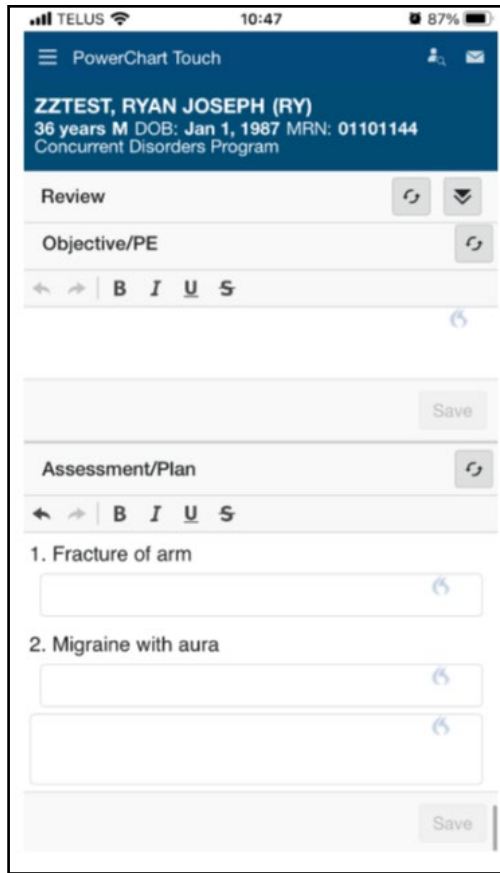 TELUS 10:47 87%
PowerChart Touch
ZZTEST, RYAN JOSEPH (RY)
36 years M DOB: Jan 1, 1987 MRN: 01101144
Concurrent Disorders Program
Review
Objective/PE
B I U S
Save
Assessment/Plan
B I U S
1. Fracture of arm
2. Migraine with aura
Save